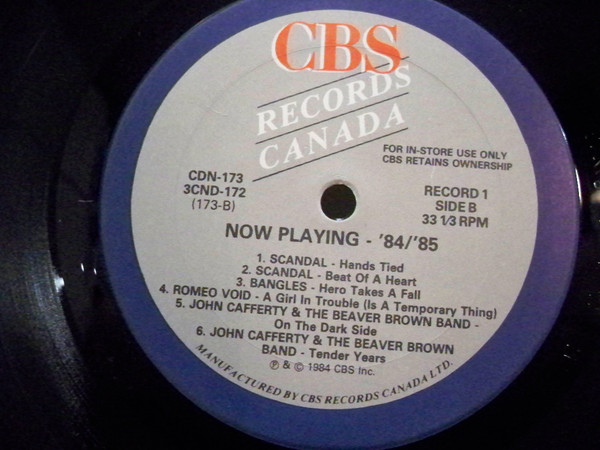 CBS
RECORDS
CANADA
FOR IN-STORE USE ONLY
CBS RETAINS OWNERSHIP
CDN-173
3CND-172
(173-B)
RECORD 1
SIDE B
33 1/3 RPM
NOW PLAYING - '84/'85
1. SCANDAL - Hands Tied
2. SCANDAL - Beat Of A Heart
3. BANGLES - Hero Takes A Fall
4. ROMEO VOID - A Girl In Trouble (Is A Temporary Thing)
5. JOHN CAFFERTY & THE BEAVER BROWN BAND -
On The Dark Side
6. JOHN CAFFERTY & THE BEAVER BROWN
BAND - Tender Years
℗ & © 1984 CBS Inc.
MANUFACTURED BY CBS RECORDS CANADA LTD.